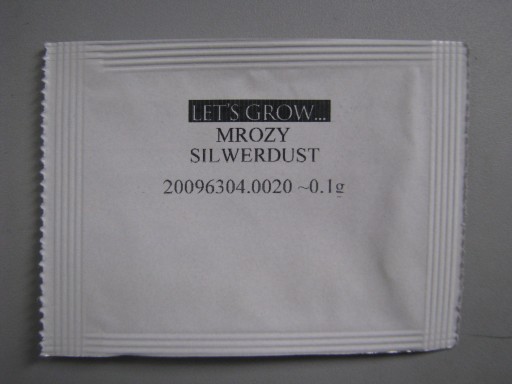 LET'S GROW...
MROZY
SILWERDUST
20096304.0020 ~0.1g